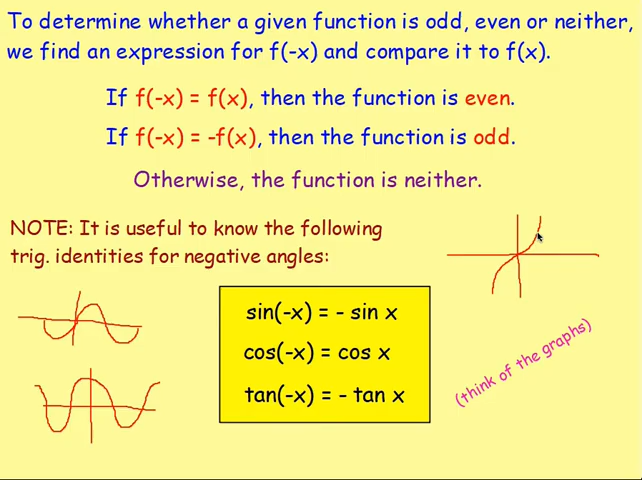 To determine whether a given function is odd, even or neither,
we find an expression for f(-x) and compare it to f(x).
If f(-x) = f(x), then the function is even.
If f(-x) = -f(x), then the function is odd.
Otherwise, the function is neither.
NOTE: It is useful to know the following
trig. identities for negative angles:
sin(-x) = - sin x
cos(-x) = cos x
tan(-x) = - tan x
(think of the graphs)